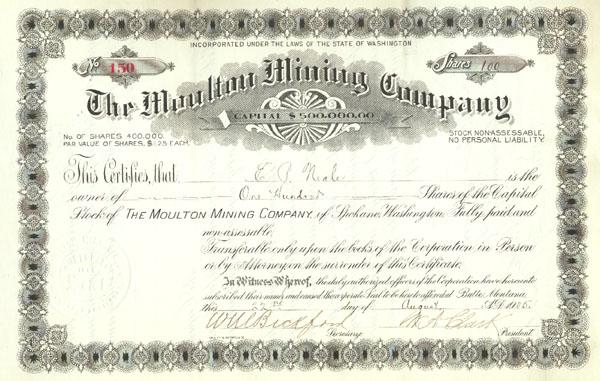 INCORPORATED UNDER THE LAWS OF THE STATE OF WASHINGTON
No 150
Shares 100
The Moulton Mining Company
CAPITAL $500,000.00
No. OF SHARES 400,000.
PAR VALUE OF SHARES, $1.25 EACH.
STOCK NONASSESSABLE,
NO PERSONAL LIABILITY
This Certifies, that E. P. Neale is the
owner of One Hundred Shares of the Capital
Stock of THE MOULTON MINING COMPANY, of Spokane, Washington. Fully paid and
non-assessable.
Transferable only upon the books of the Corporation in Person
or by Attorney on the surrender of this Certificate.
In Witness Whereof, the duly authorized officers of the Corporation have hereunto
subscribed their names and caused the corporate Seal to be hereto affixed at Butte, Montana,
this day of August A.D.
President.